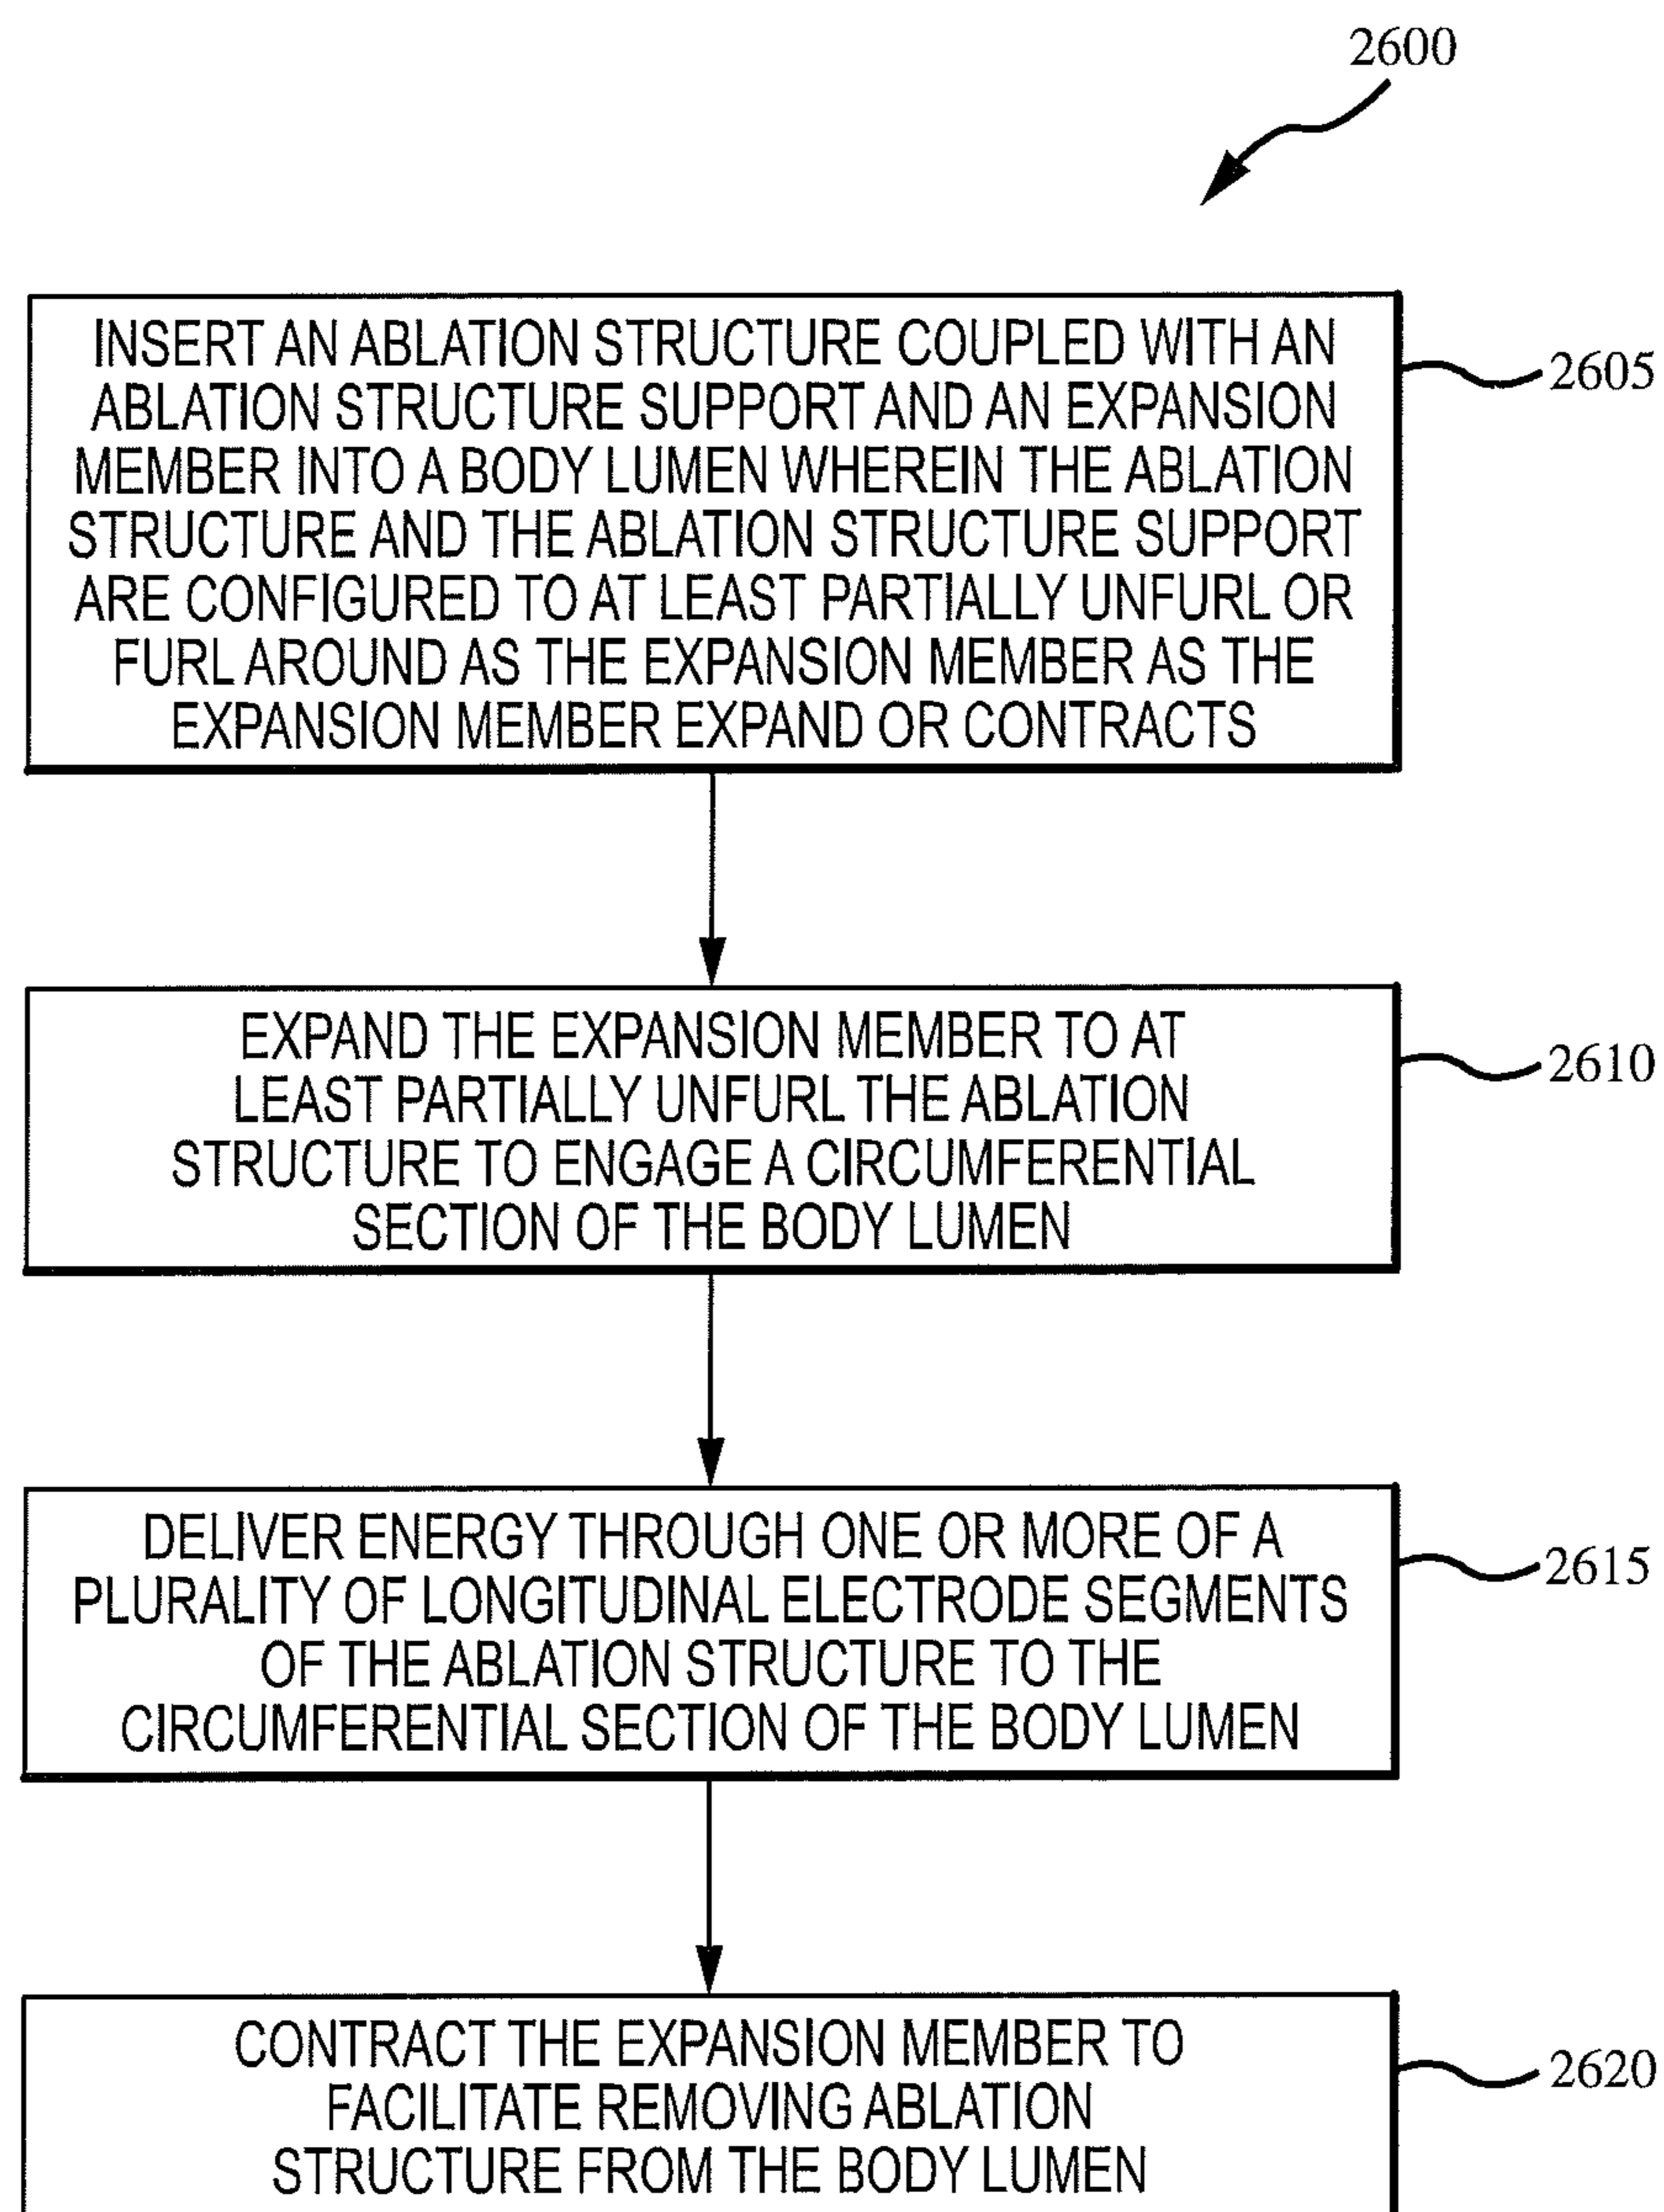 2600
INSERT AN ABLATION STRUCTURE COUPLED WITH AN
ABLATION STRUCTURE SUPPORT AND AN EXPANSION
MEMBER INTO A BODY LUMEN WHEREIN THE ABLATION
STRUCTURE AND THE ABLATION STRUCTURE SUPPORT
ARE CONFIGURED TO AT LEAST PARTIALLY UNFURL OR
FURL AROUND AS THE EXPANSION MEMBER AS THE
EXPANSION MEMBER EXPAND OR CONTRACTS
2605
EXPAND THE EXPANSION MEMBER TO AT
LEAST PARTIALLY UNFURL THE ABLATION
STRUCTURE TO ENGAGE A CIRCUMFERENTIAL
SECTION OF THE BODY LUMEN
2610
DELIVER ENERGY THROUGH ONE OR MORE OF A
PLURALITY OF LONGITUDINAL ELECTRODE SEGMENTS
OF THE ABLATION STRUCTURE TO THE
CIRCUMFERENTIAL SECTION OF THE BODY LUMEN
2615
CONTRACT THE EXPANSION MEMBER TO
FACILITATE REMOVING ABLATION
STRUCTURE FROM THE BODY LUMEN
2620